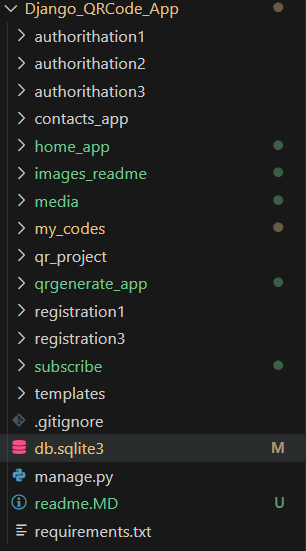 Django_QRCode_App
authorithation1
authorithation2
authorithation3
contacts_app
home_app
images_readme
media
my_codes
qr_project
qrgenerate_app
registration1
registration3
subscribe
templates
.gitignore
db.sqlite3 M
manage.py
readme.MD U
requirements.txt